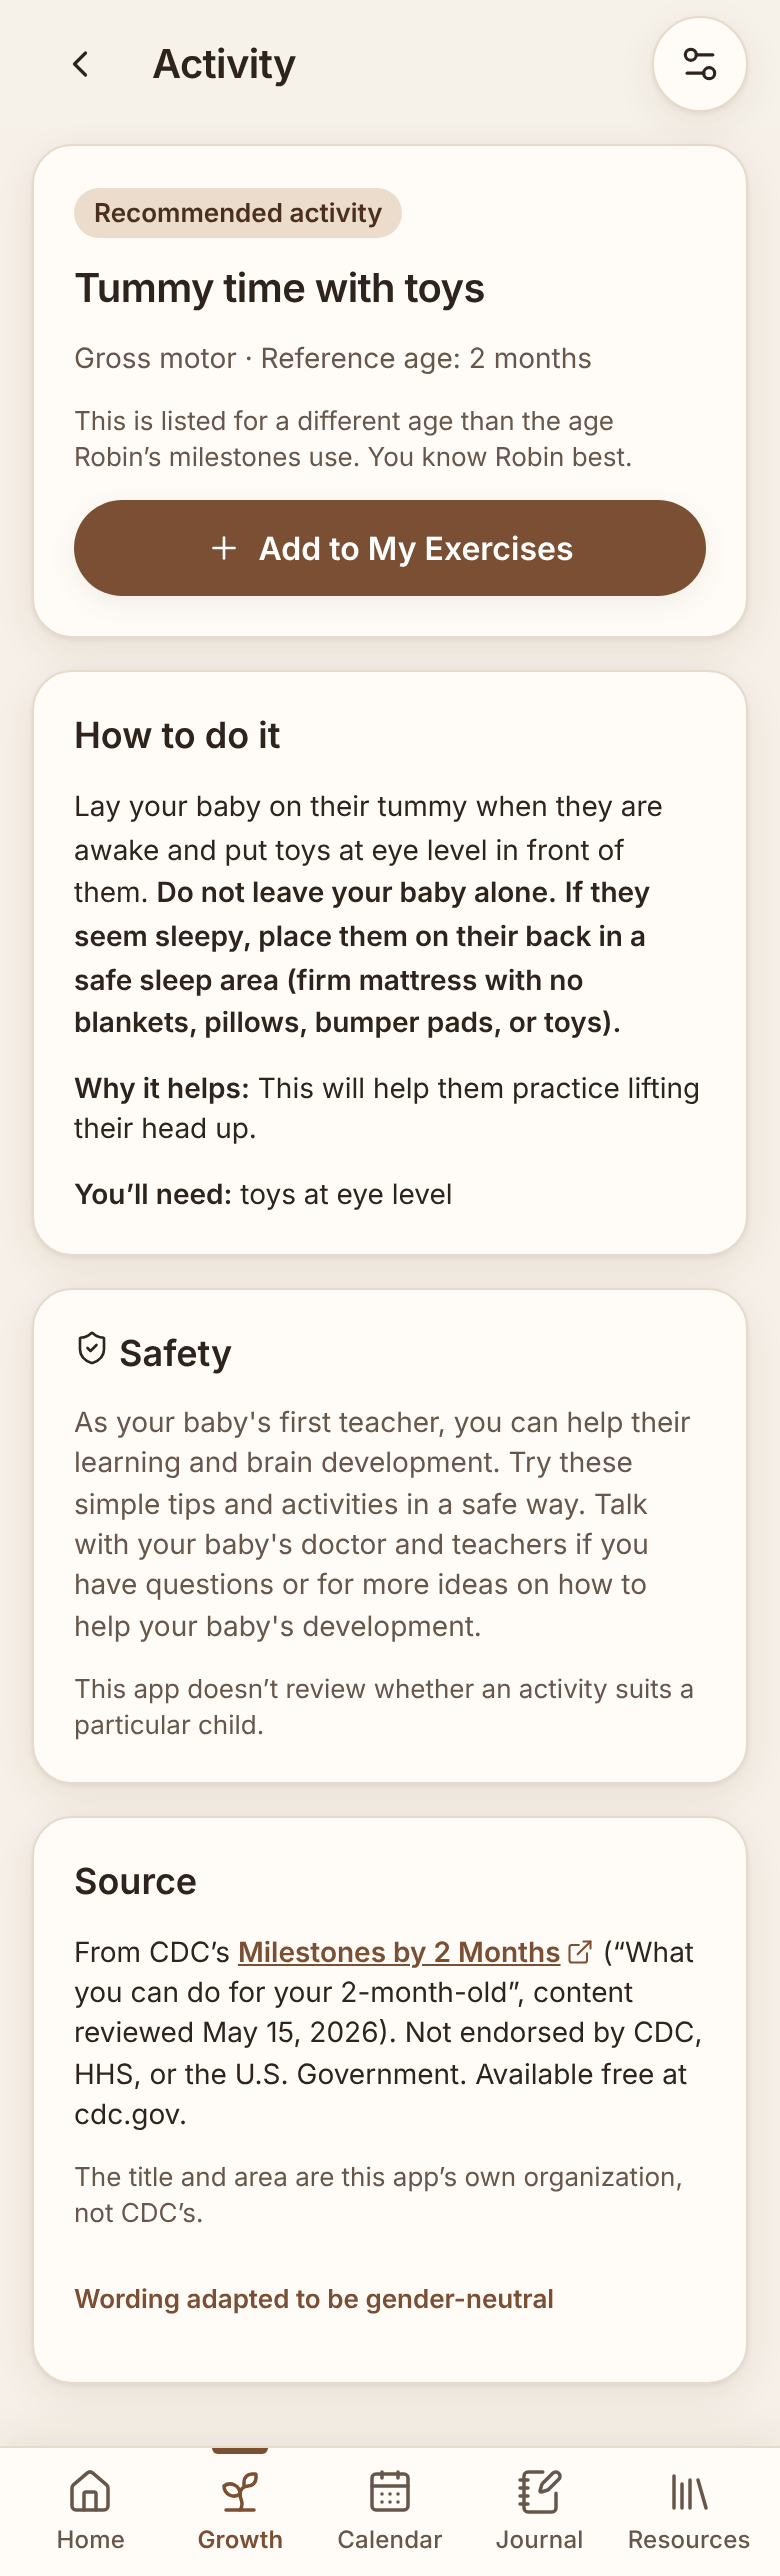 Activity
Recommended activity
Tummy time with toys
Gross motor · Reference age: 2 months
This is listed for a different age than the age
Robin’s milestones use. You know Robin best.
Add to My Exercises
How to do it
Lay your baby on their tummy when they are
awake and put toys at eye level in front of
them. Do not leave your baby alone. If they
seem sleepy, place them on their back in a
safe sleep area (firm mattress with no
blankets, pillows, bumper pads, or toys).
Why it helps: This will help them practice lifting
their head up.
You’ll need: toys at eye level
Safety
As your baby's first teacher, you can help their
learning and brain development. Try these
simple tips and activities in a safe way. Talk
with your baby's doctor and teachers if you
have questions or for more ideas on how to
help your baby's development.
This app doesn’t review whether an activity suits a
particular child.
Source
From CDC’s Milestones by 2 Months (“What
you can do for your 2-month-old”, content
reviewed May 15, 2026). Not endorsed by CDC,
HHS, or the U.S. Government. Available free at
cdc.gov.
The title and area are this app’s own organization,
not CDC’s.
Wording adapted to be gender-neutral
Home
Growth
Calendar
Journal
Resources